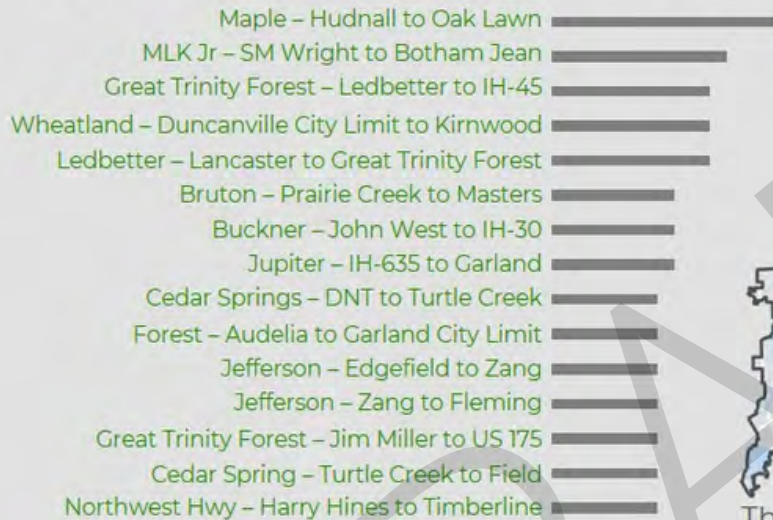 Maple – Hudnall to Oak Lawn
MLK Jr – SM Wright to Botham Jean
Great Trinity Forest – Ledbetter to IH-45
Wheatland – Duncanville City Limit to Kirnwood
Ledbetter – Lancaster to Great Trinity Forest
Bruton – Prairie Creek to Masters
Buckner – John West to IH-30
Jupiter – IH-635 to Garland
Cedar Springs – DNT to Turtle Creek
Forest – Audelia to Garland City Limit
Jefferson – Edgefield to Zang
Jefferson – Zang to Fleming
Great Trinity Forest – Jim Miller to US 175
Cedar Spring – Turtle Creek to Field
Northwest Hwy – Harry Hines to Timberline